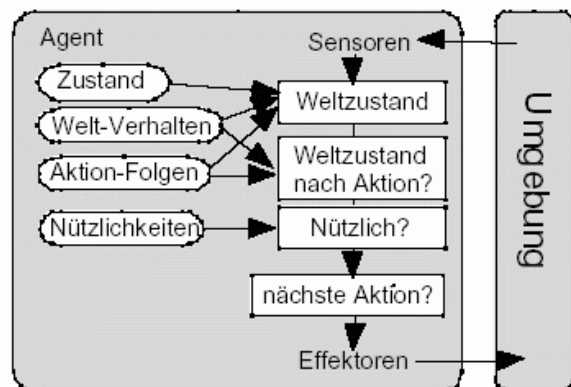 Agent
Sensoren
Zustand
Weltzustand
Welt-Verhalten
Weltzustand
nach Aktion?
Aktion-Folgen
Nützlichkeiten
Nützlich?
nächste Aktion?
Effektoren
Umgebung